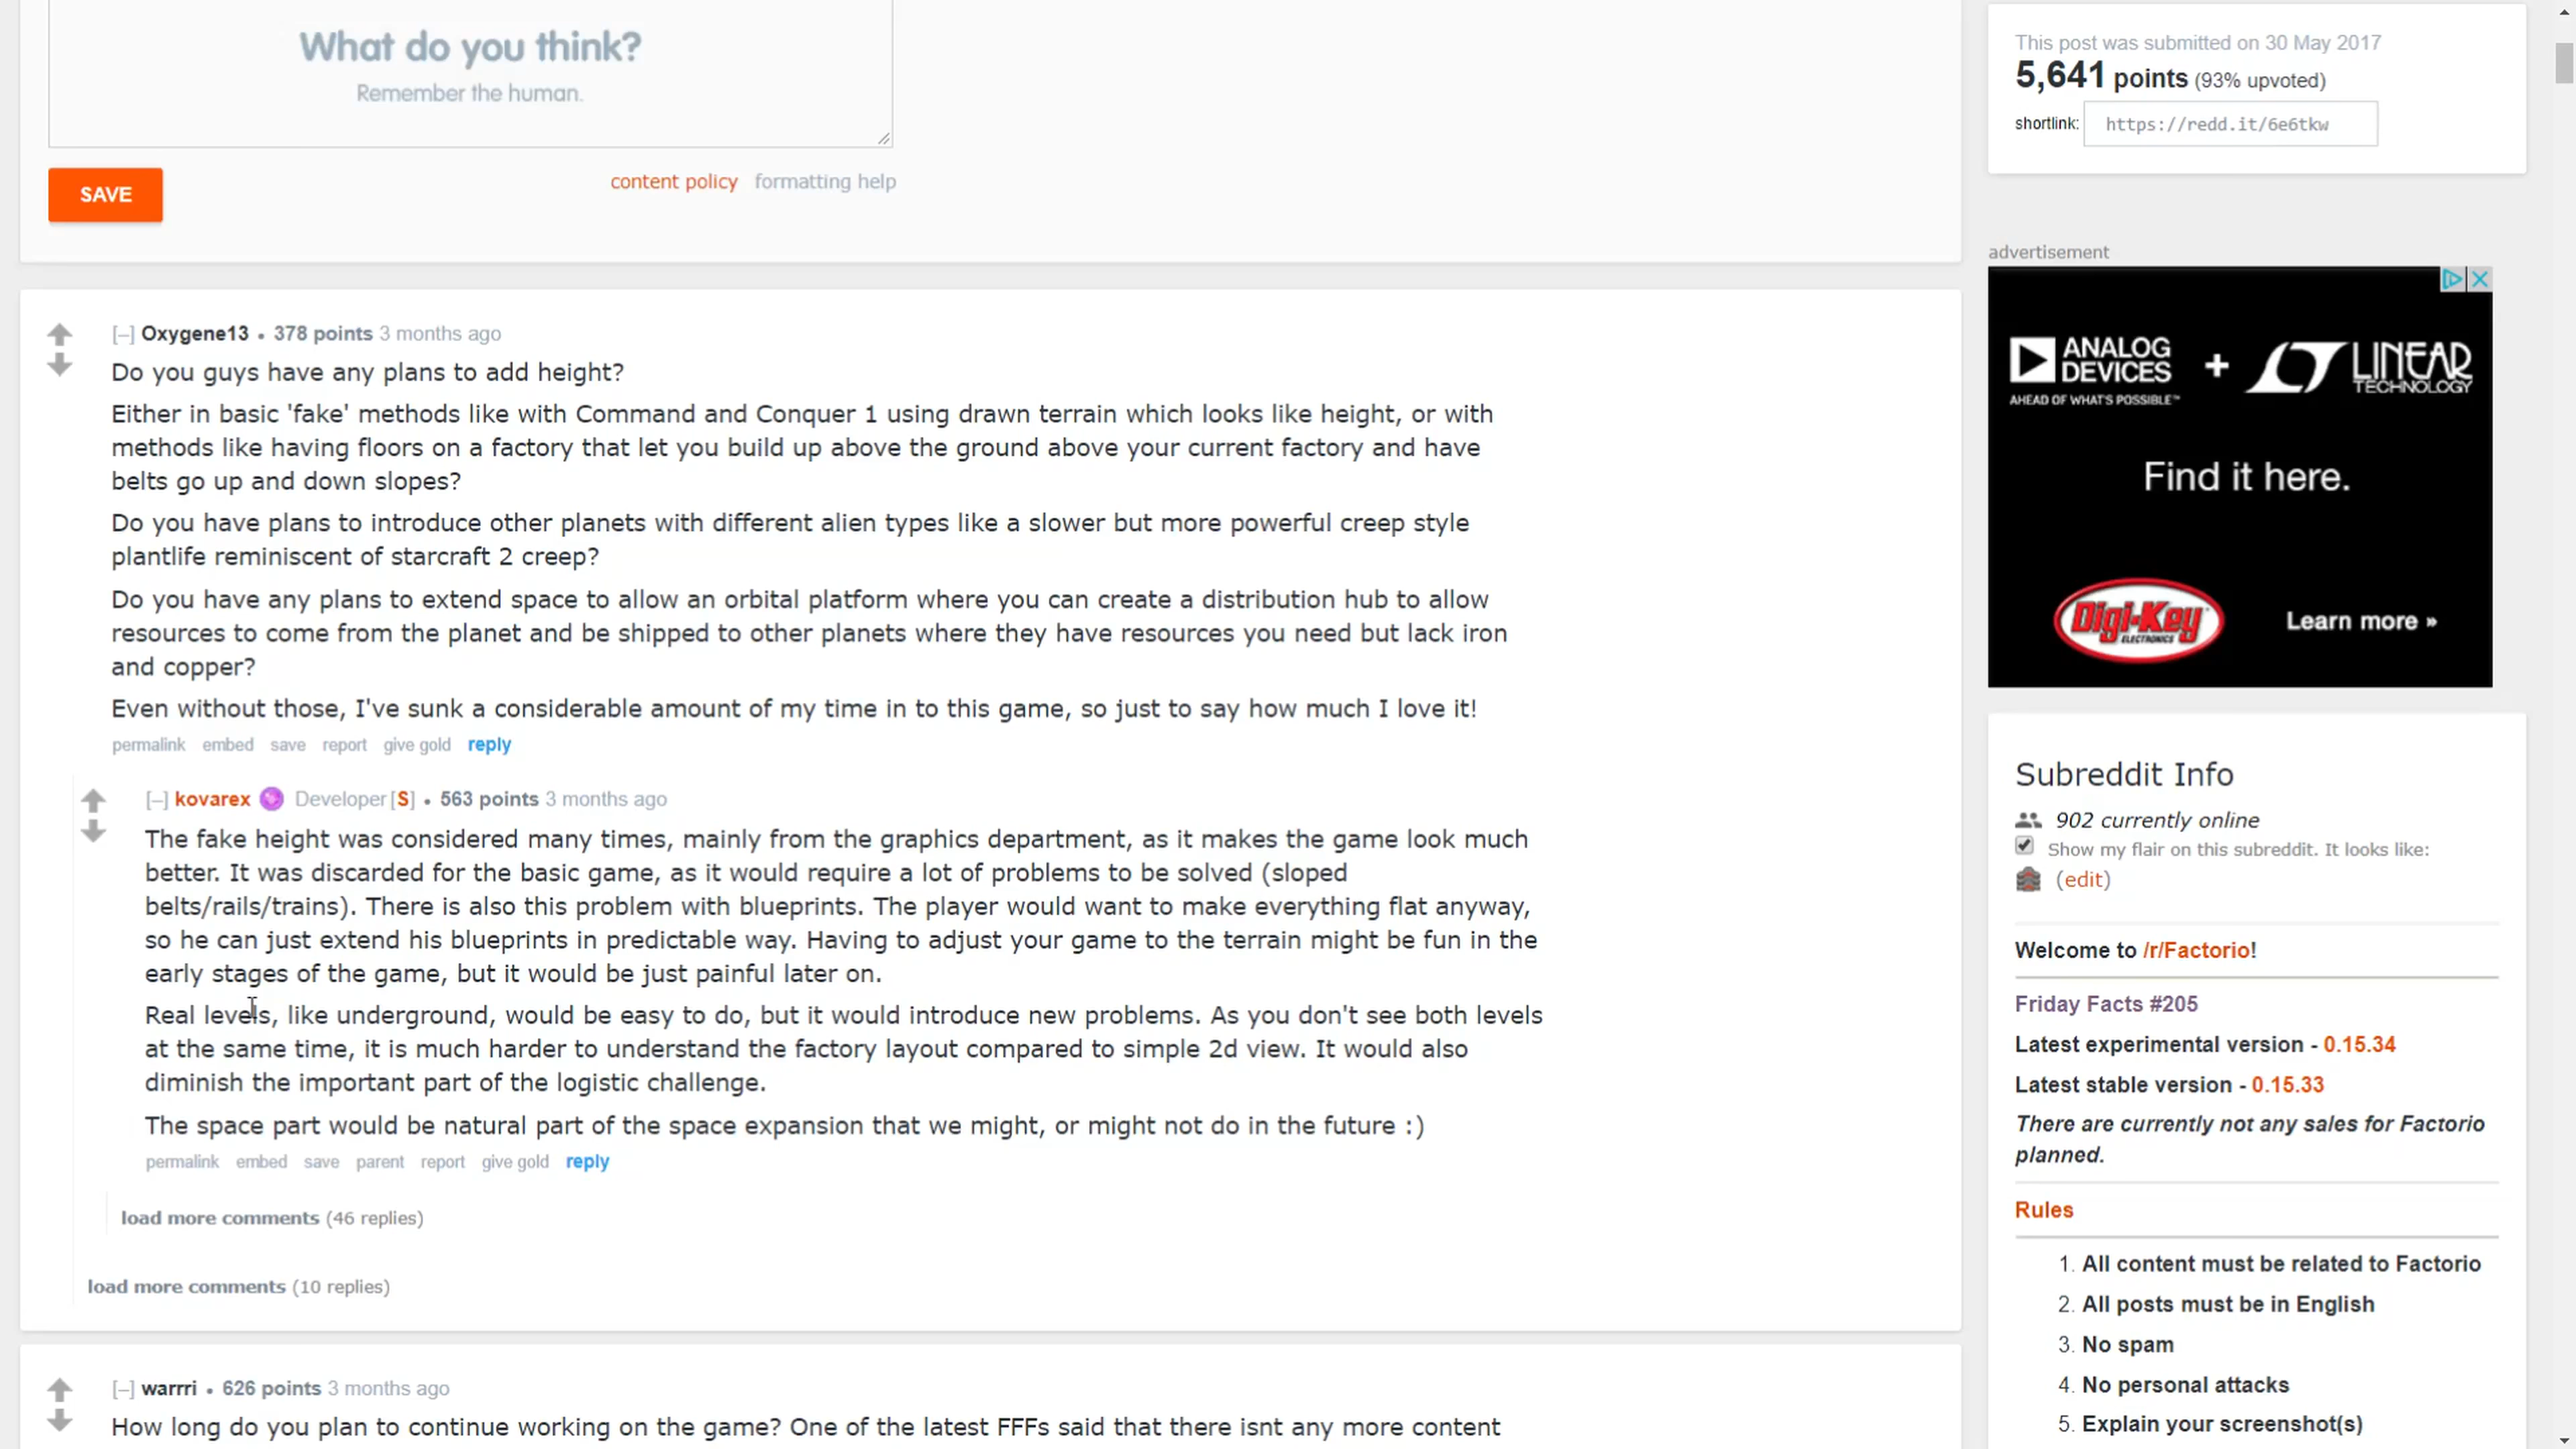 What do you think?
Remember the human.
SAVE
content policy formatting help
[–] Oxygene13 • 378 points 3 months ago
Do you guys have any plans to add height?
Either in basic 'fake' methods like with Command and Conquer 1 using drawn terrain which looks like height, or with
methods like having floors on a factory that let you build up above the ground above your current factory and have
belts go up and down slopes?
Do you have plans to introduce other planets with different alien types like a slower but more powerful creep style
plantlife reminiscent of starcraft 2 creep?
Do you have any plans to extend space to allow an orbital platform where you can create a distribution hub to allow
resources to come from the planet and be shipped to other planets where they have resources you need but lack iron
and copper?
Even without those, I've sunk a considerable amount of my time in to this game, so just to say how much I love it!
permalink embed save report give gold reply
[–] kovarex Developer [S] • 563 points 3 months ago
The fake height was considered many times, mainly from the graphics department, as it makes the game look much
better. It was discarded for the basic game, as it would require a lot of problems to be solved (sloped
belts/rails/trains). There is also this problem with blueprints. The player would want to make everything flat anyway,
so he can just extend his blueprints in predictable way. Having to adjust your game to the terrain might be fun in the
early stages of the game, but it would be just painful later on.
Real levels, like underground, would be easy to do, but it would introduce new problems. As you don't see both levels
at the same time, it is much harder to understand the factory layout compared to simple 2d view. It would also
diminish the important part of the logistic challenge.
The space part would be natural part of the space expansion that we might, or might not do in the future :)
permalink embed save parent report give gold reply
load more comments (46 replies)
load more comments (10 replies)
[–] warrri • 626 points 3 months ago
How long do you plan to continue working on the game? One of the latest FFFs said that there isnt any more content
This post was submitted on 30 May 2017
5,641 points (93% upvoted)
shortlink: https://redd.it/6e6tkw
advertisement
ANALOG
DEVICES
AHEAD OF WHAT'S POSSIBLE™
+
LINEAR
TECHNOLOGY
Find it here.
Digi-Key
ELECTRONICS
Learn more »
Subreddit Info
902 currently online
Show my flair on this subreddit. It looks like:
(edit)
Welcome to /r/Factorio!
Friday Facts #205
Latest experimental version - 0.15.34
Latest stable version - 0.15.33
There are currently not any sales for Factorio
planned.
Rules
1. All content must be related to Factorio
2. All posts must be in English
3. No spam
4. No personal attacks
5. Explain your screenshot(s)